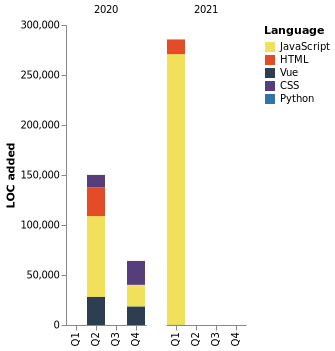 2020 2021
Language
JavaScript
HTML
Vue
CSS
Python
LOC added
300,000
250,000
200,000
150,000
100,000
50,000
0
Q1 Q2 Q3 Q4 Q1 Q2 Q3 Q4